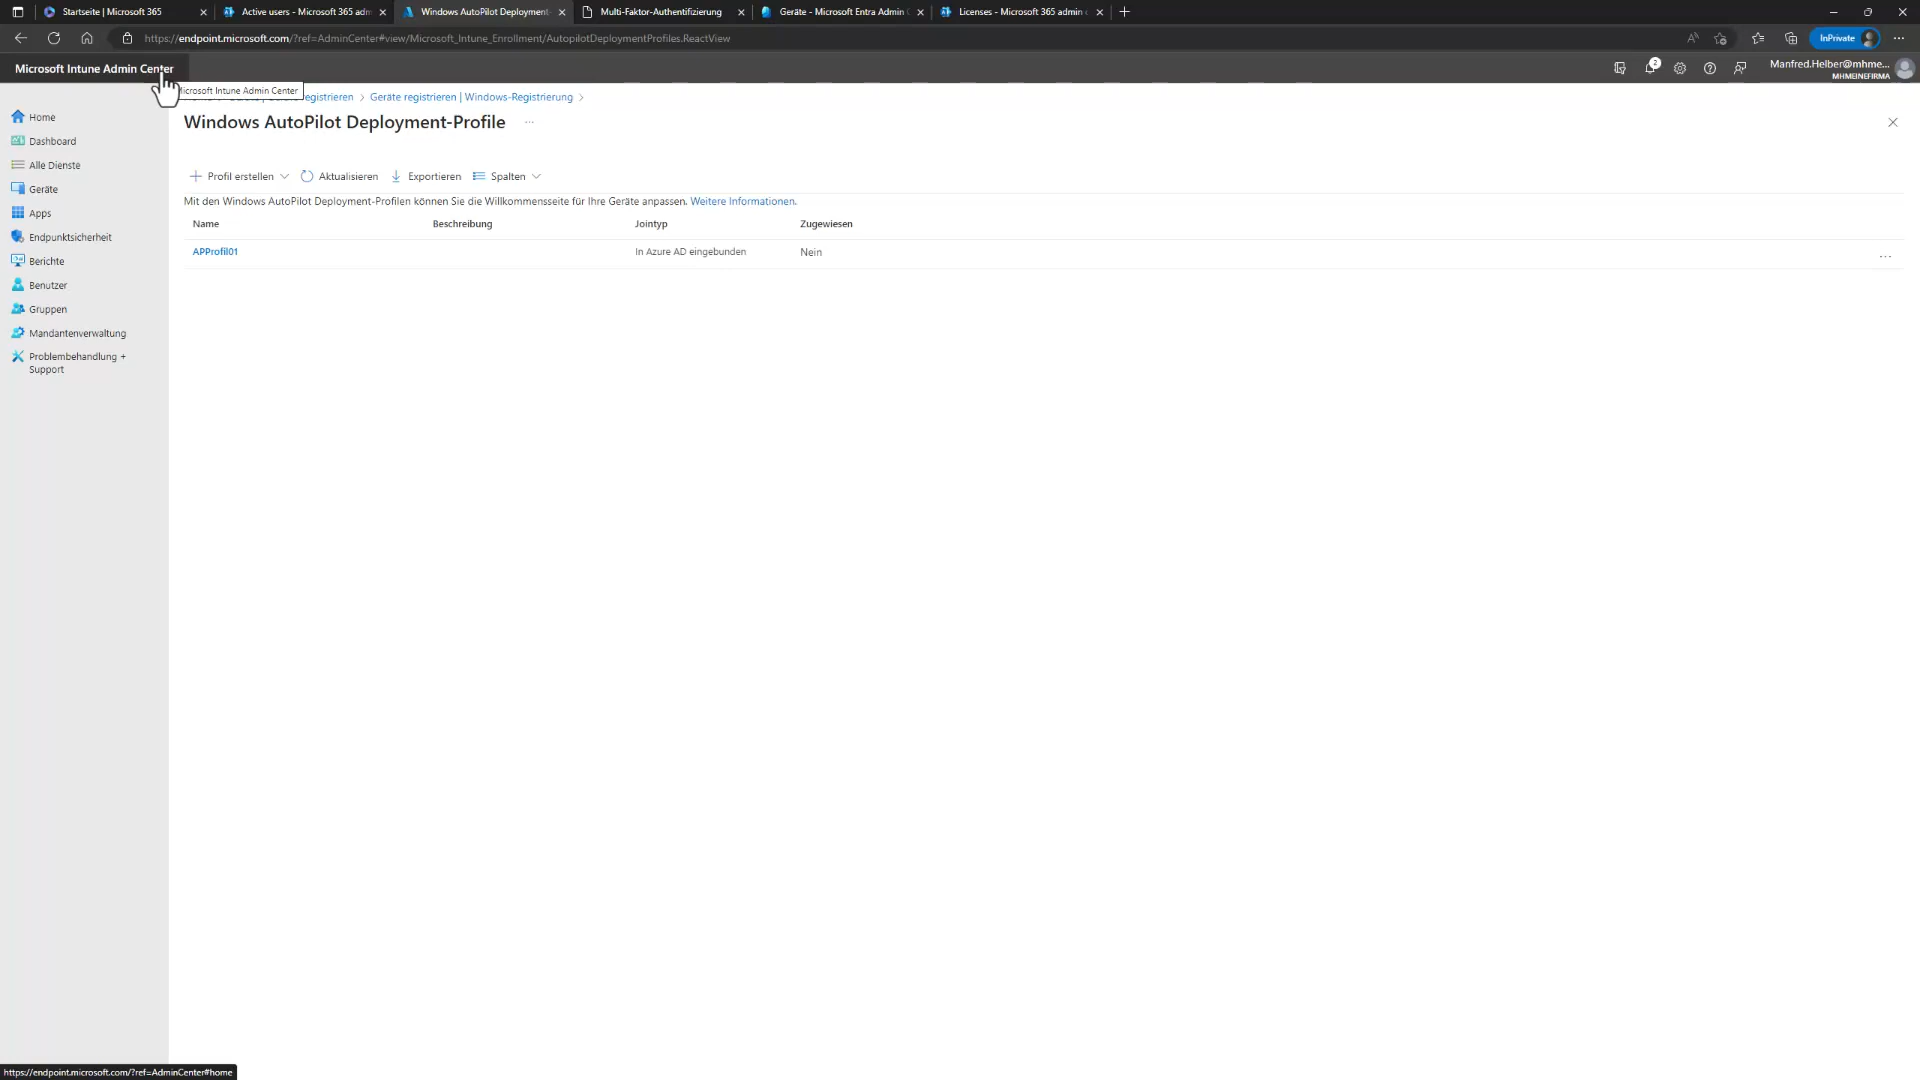 Startseite | Microsoft 365
Active users - Microsoft 365 adm
Windows AutoPilot Deployment-
Multi-Faktor-Authentifizierung
Geräte - Microsoft Entra Admin C
Licenses - Microsoft 365 admin c
https://endpoint.microsoft.com/?ref=AdminCenter#view/Microsoft_Intune_Enrollment/AutopilotDeploymentProfiles.ReactView
InPrivate
Microsoft Intune Admin Center
2
Manfred.Helber@mhme...
MHMEINEFIRMA
Microsoft Intune Admin Center
registrieren > Geräte registrieren | Windows-Registrierung >
Windows AutoPilot Deployment-Profile ...
Home
Dashboard
Alle Dienste
Geräte
Apps
Endpunktsicherheit
Berichte
Benutzer
Gruppen
Mandantenverwaltung
Problembehandlung +
Support
Profil erstellen
Aktualisieren
Exportieren
Spalten
Mit den Windows AutoPilot Deployment-Profilen können Sie die Willkommensseite für Ihre Geräte anpassen. Weitere Informationen.
Name Beschreibung Jointyp Zugewiesen
APProfil01 In Azure AD eingebunden Nein ...
https://endpoint.microsoft.com/?ref=AdminCenter#home